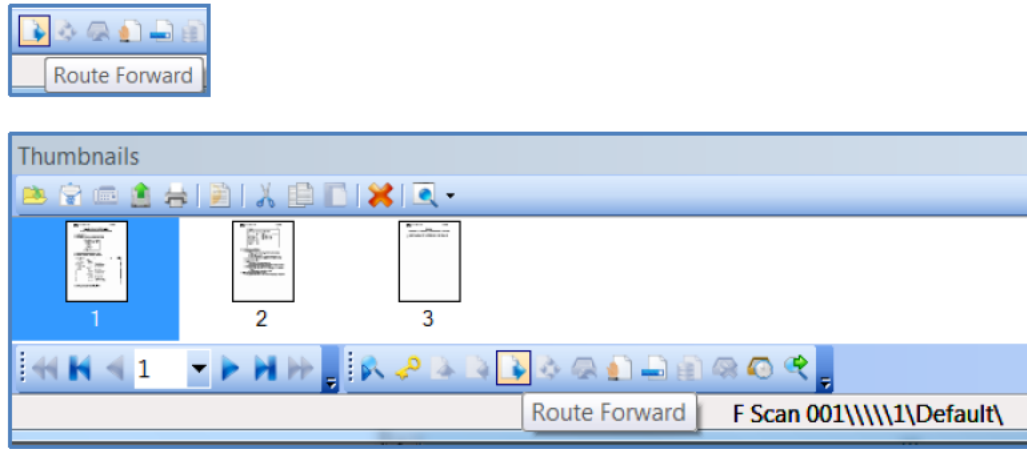 Route Forward
Thumbnails
1 2 3
1
Route Forward
F Scan 001\\\\\1\Default\